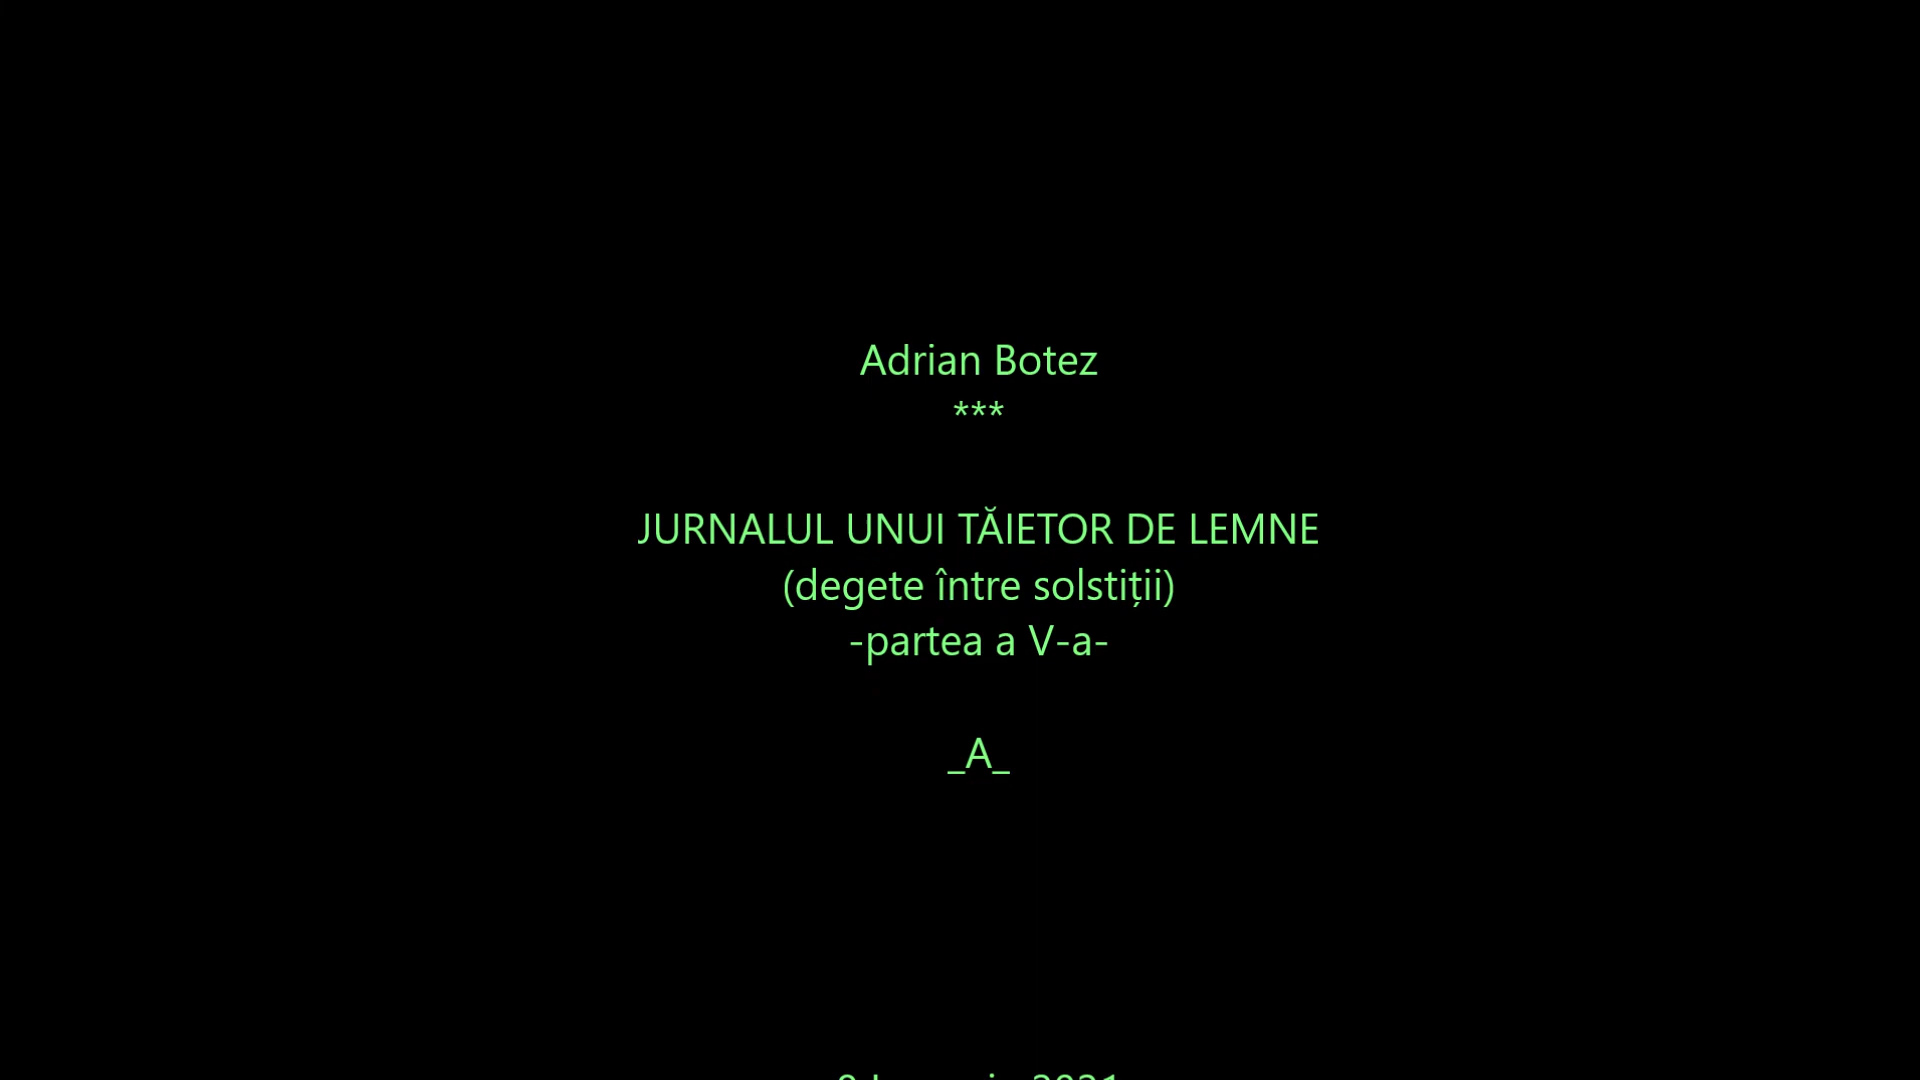 Adrian Botez
***
JURNALUL UNUI TĂIETOR DE LEMNE
(degete între solstiții)
-partea a V-a-
_A_